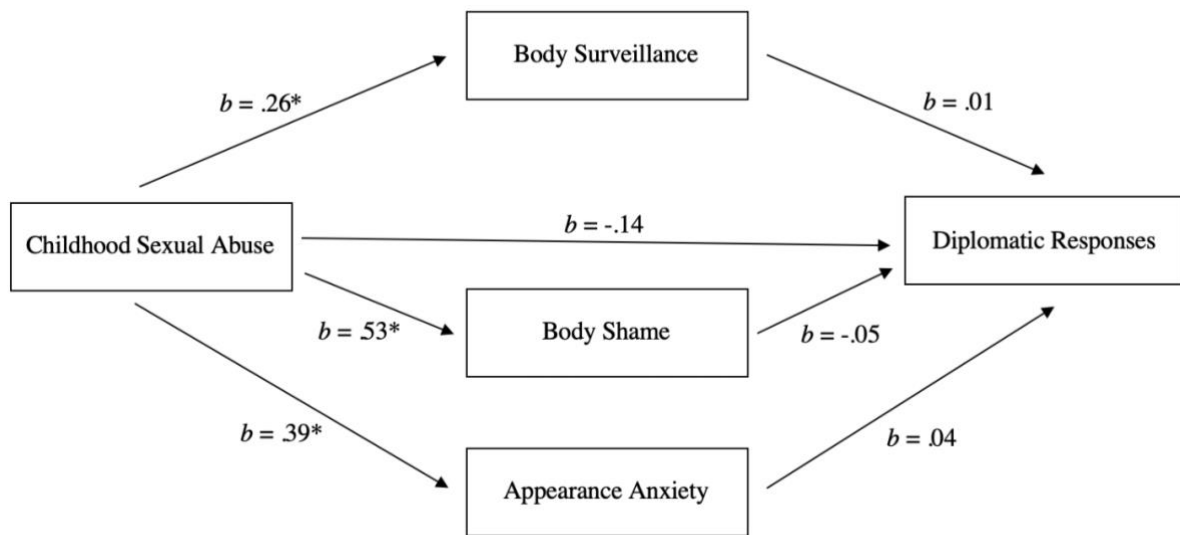 Body Surveillance
b = .26*
b = .01
Childhood Sexual Abuse
b = -.14
Diplomatic Responses
b = .53*
Body Shame
b = -.05
b = .39*
b = .04
Appearance Anxiety